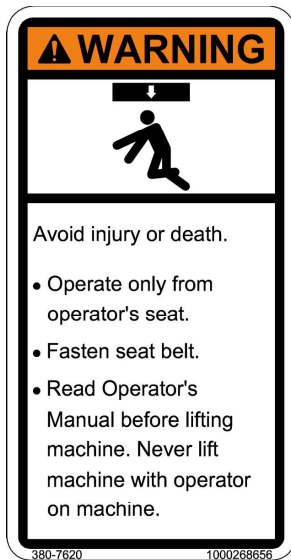 WARNING
Avoid injury or death.
• Operate only from
operator's seat.
• Fasten seat belt.
• Read Operator's
Manual before lifting
machine. Never lift
machine with operator
on machine.
380-7620 1000268656